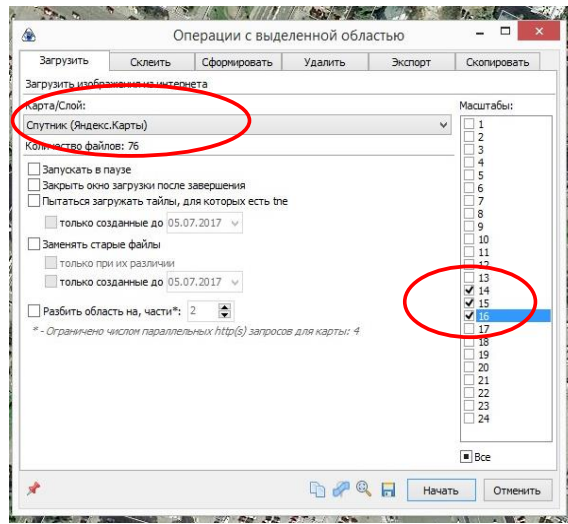 Операции с выделенной областью
Загрузить Склеить Сформировать Удалить Экспорт Скопировать
Загрузить изображения из интернета
Карта/Слой:
Масштабы:
Спутник (Яндекс.Карты)
Количество файлов: 76
Запускать в паузе
Закрыть окно загрузки после завершения
Пытаться загружать тайлы, для которых есть tne
только созданные до 05.07.2017
Заменять старые файлы
только при их различии
только созданные до 05.07.2017
Разбить область на, части*: 2
* - Ограничено числом параллельных http(s) запросов для карты: 4
1
2
3
4
5
6
7
8
9
10
11
12
13
14
15
16
17
18
19
20
21
22
23
24
Все
Начать Отменить